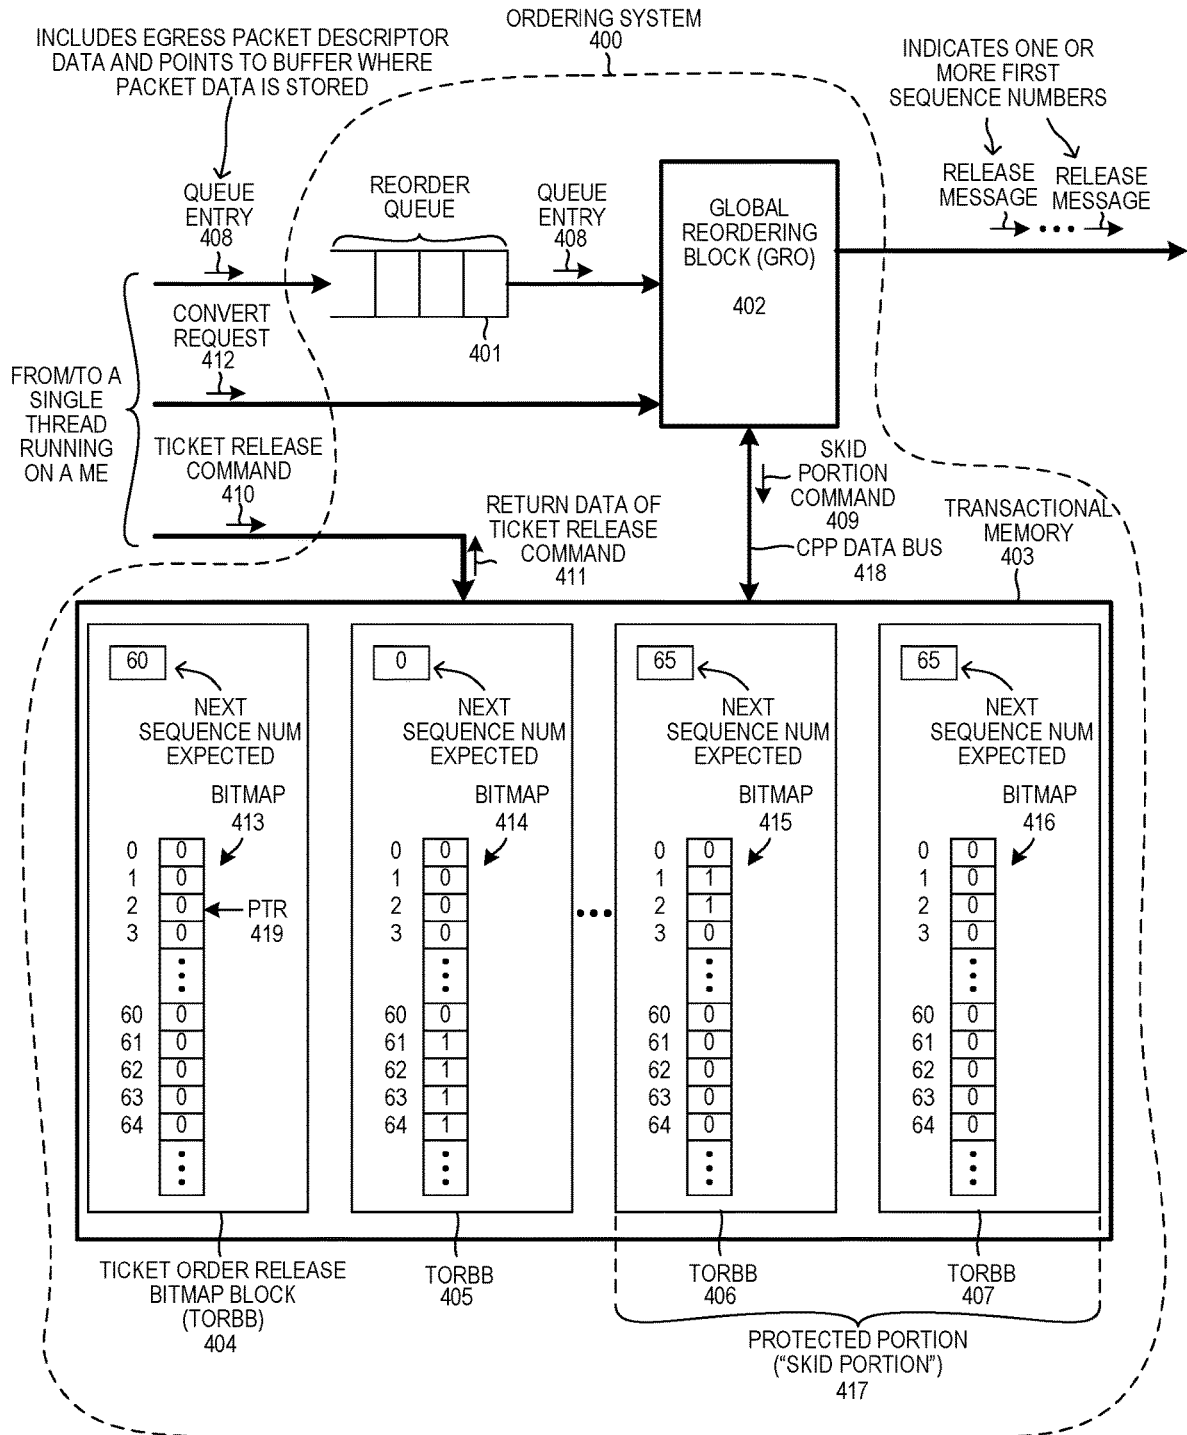 ORDERING SYSTEM
400
INCLUDES EGRESS PACKET DESCRIPTOR
DATA AND POINTS TO BUFFER WHERE
PACKET DATA IS STORED
INDICATES ONE OR
MORE FIRST
SEQUENCE NUMBERS
QUEUE
ENTRY
408
REORDER
QUEUE
401
QUEUE
ENTRY
408
GLOBAL
REORDERING
BLOCK (GRO)
402
RELEASE
MESSAGE
RELEASE
MESSAGE
CONVERT
REQUEST
412
FROM/TO A
SINGLE
THREAD
RUNNING
ON A ME
TICKET RELEASE
COMMAND
410
RETURN DATA OF
TICKET RELEASE
COMMAND
411
SKID
PORTION
COMMAND
409
CPP DATA BUS
418
TRANSACTIONAL
MEMORY
403
60
NEXT
SEQUENCE NUM
EXPECTED
BITMAP
413
0 0
1 0
2 0
PTR
419
3 0
60 0
61 0
62 0
63 0
64 0
TICKET ORDER RELEASE
BITMAP BLOCK
(TORBB)
404
0
NEXT
SEQUENCE NUM
EXPECTED
BITMAP
414
0 0
1 0
2 0
3 0
60 0
61 1
62 1
63 1
64 1
TORBB
405
65
NEXT
SEQUENCE NUM
EXPECTED
BITMAP
415
0 0
1 1
2 1
3 0
60 0
61 0
62 0
63 0
64 0
TORBB
406
65
NEXT
SEQUENCE NUM
EXPECTED
BITMAP
416
0 0
1 0
2 0
3 0
60 0
61 0
62 0
63 0
64 0
TORBB
407
PROTECTED PORTION
("SKID PORTION")
417